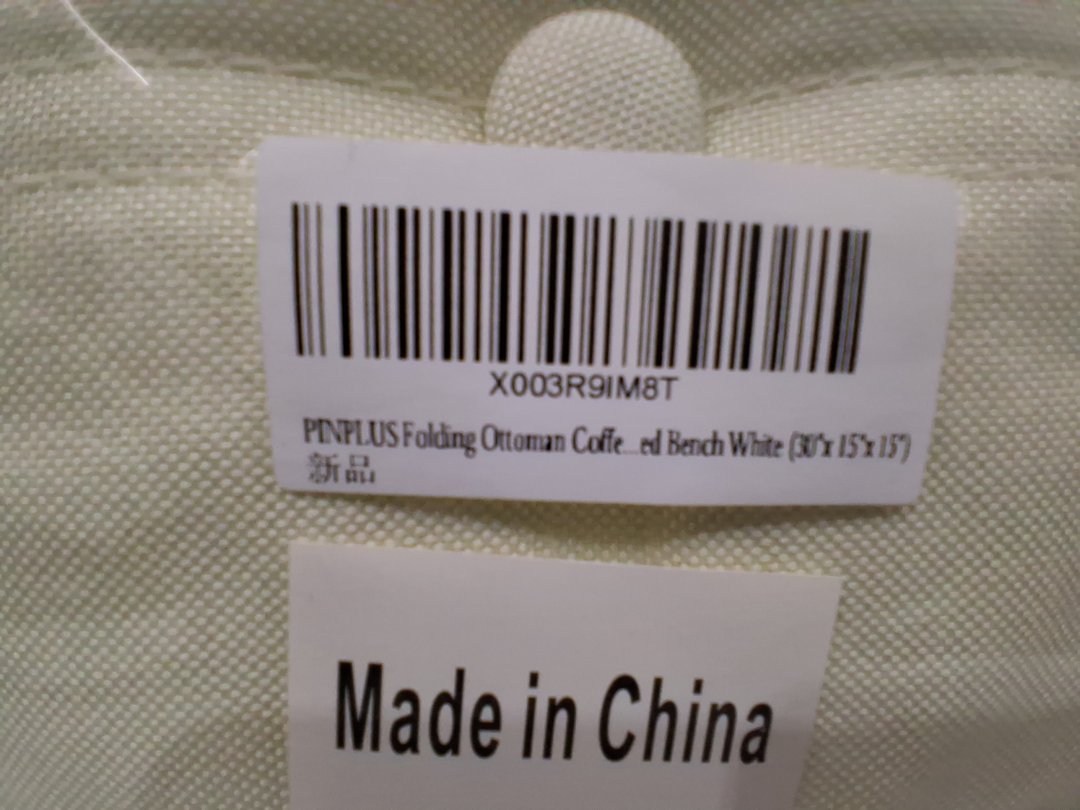 X003R9IM8T
PINPLUS Folding Ottoman Coffe...ed Bench White (30"x 15"x 15")
新品
Made in China